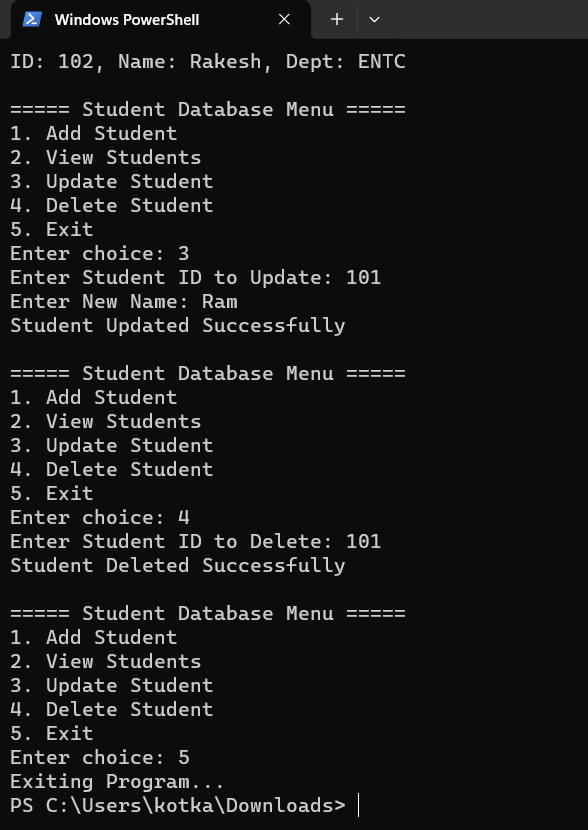 Windows PowerShell
ID: 102, Name: Rakesh, Dept: ENTC
===== Student Database Menu =====
1. Add Student
2. View Students
3. Update Student
4. Delete Student
5. Exit
Enter choice: 3
Enter Student ID to Update: 101
Enter New Name: Ram
Student Updated Successfully
===== Student Database Menu =====
1. Add Student
2. View Students
3. Update Student
4. Delete Student
5. Exit
Enter choice: 4
Enter Student ID to Delete: 101
Student Deleted Successfully
===== Student Database Menu =====
1. Add Student
2. View Students
3. Update Student
4. Delete Student
5. Exit
Enter choice: 5
Exiting Program...
PS C:\Users\kotka\Downloads>